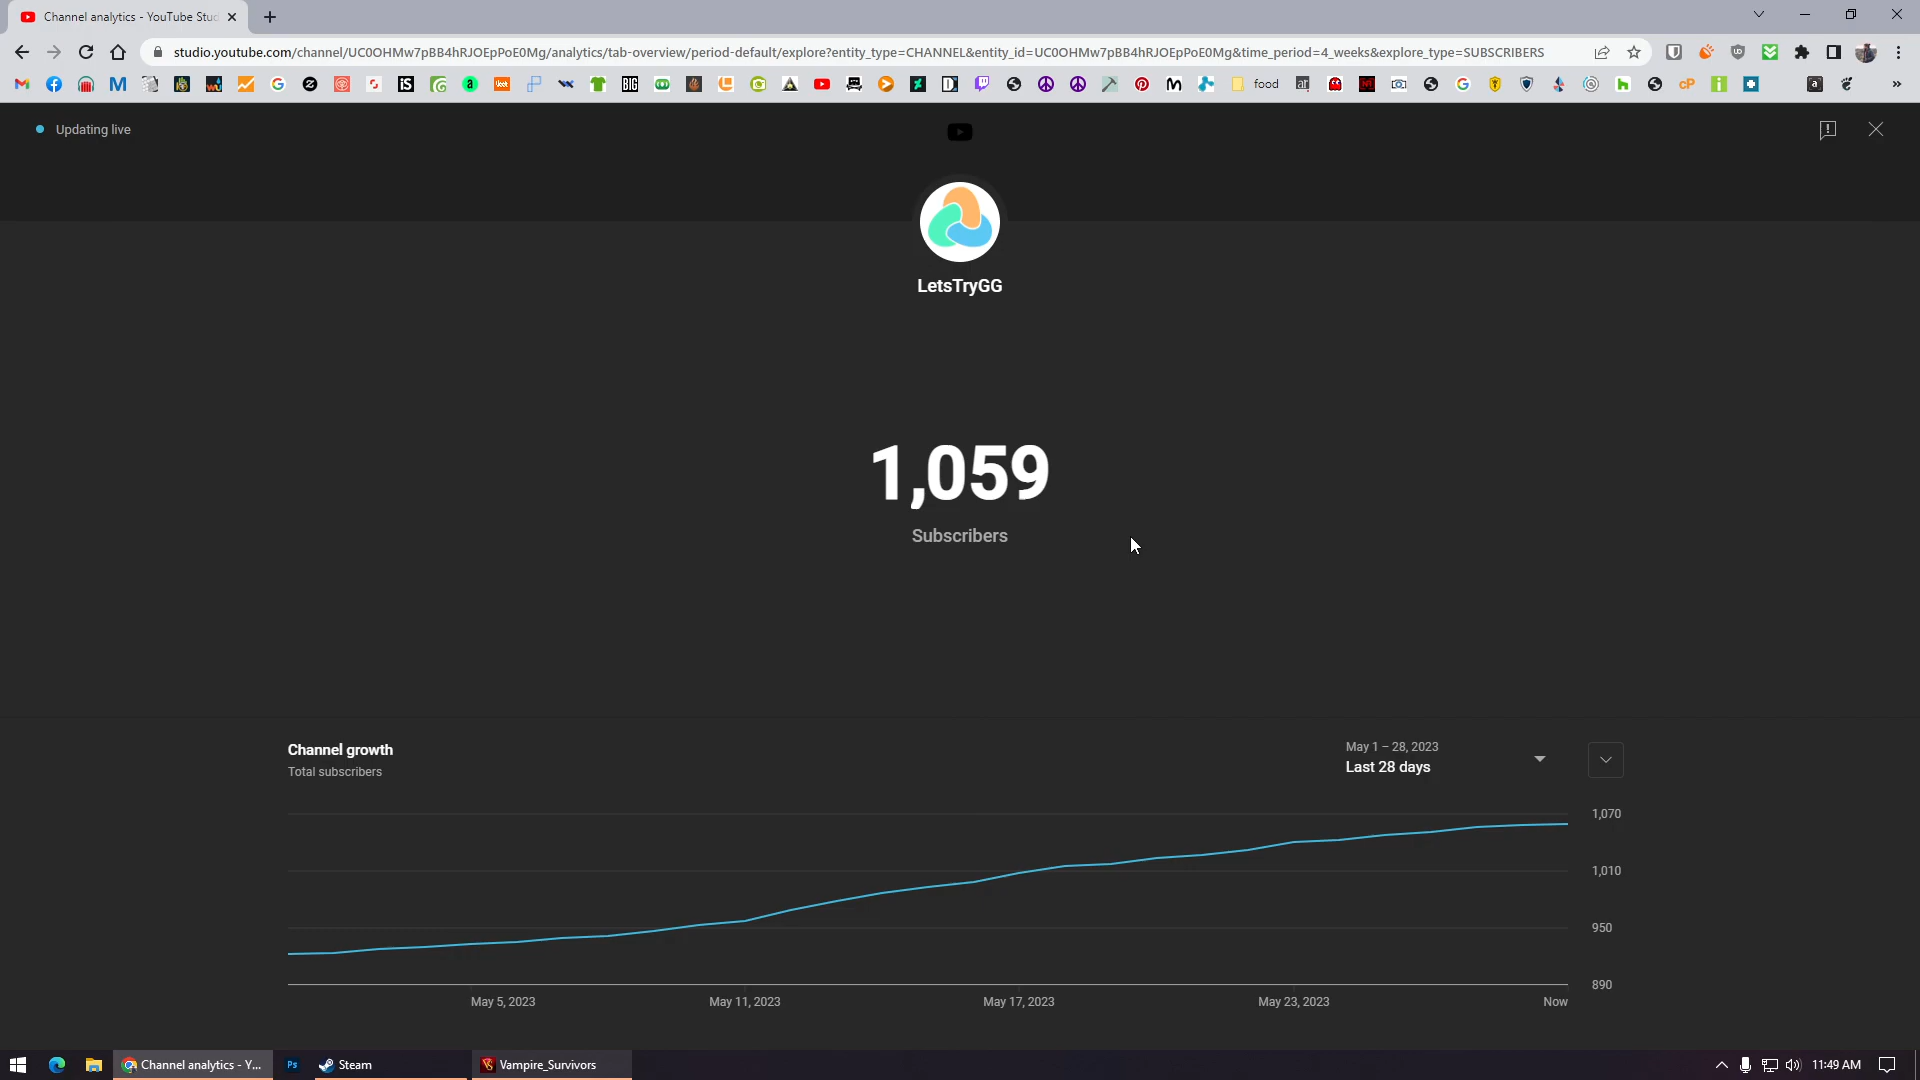 Channel analytics - YouTube Stu
studio.youtube.com/channel/UC0OHMw7pBB4hRJOEpPoE0Mg/analytics/tab-overview/period-default/explore?entity_type=CHANNEL&entity_id=UC0OHMw7pBB4hRJOEpPoE0Mg&time_period=4_weeks&explore_type=SUBSCRIBERS
food
Updating live
LetsTryGG
1,059
Subscribers
Channel growth
Total subscribers
May 1 – 28, 2023
Last 28 days
1,070
1,010
950
890
May 5, 2023 May 11, 2023 May 17, 2023 May 23, 2023 Now
Channel analytics - Y... Ps Steam Vampire_Survivors 11:49 AM